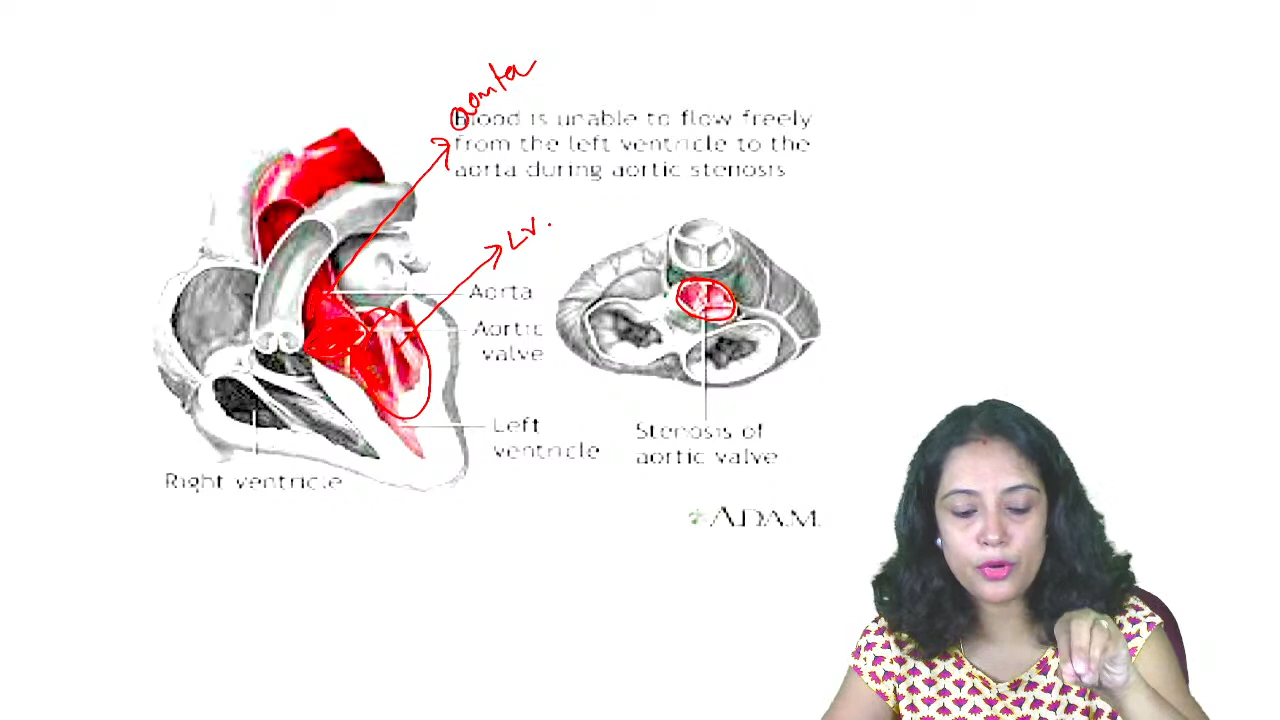 aorta
Blood is unable to flow freely
from the left ventricle to the
aorta during aortic stenosis
L.V.
Aorta
Aortic
valve
Left
ventricle
Right ventricle
Stenosis of
aortic valve
A.D.A.M.